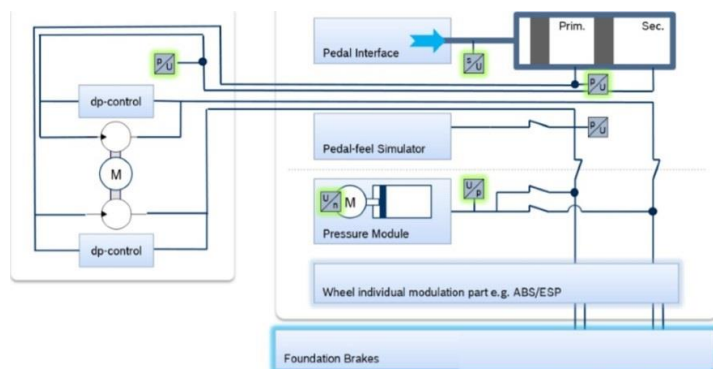 Pedal Interface
Prim.
Sec.
P/U
S/U
P/U
dp-control
M
dp-control
Pedal-feel Simulator
P/U
U/n
M
U/p
Pressure Module
Wheel individual modulation part e.g. ABS/ESP
Foundation Brakes